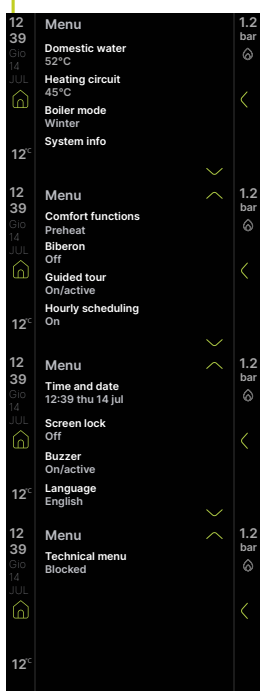 12
39
Gio
14
JUL
12°C
Menu
Domestic water
52°C
Heating circuit
45°C
Boiler mode
Winter
System info
1.2
bar
12
39
Gio
14
JUL
12°C
Menu
Comfort functions
Preheat
Biberon
Off
Guided tour
On/active
Hourly scheduling
On
1.2
bar
12
39
Gio
14
JUL
12°C
Menu
Time and date
12:39 thu 14 jul
Screen lock
Off
Buzzer
On/active
Language
English
1.2
bar
12
39
Gio
14
JUL
12°C
Menu
Technical menu
Blocked
1.2
bar